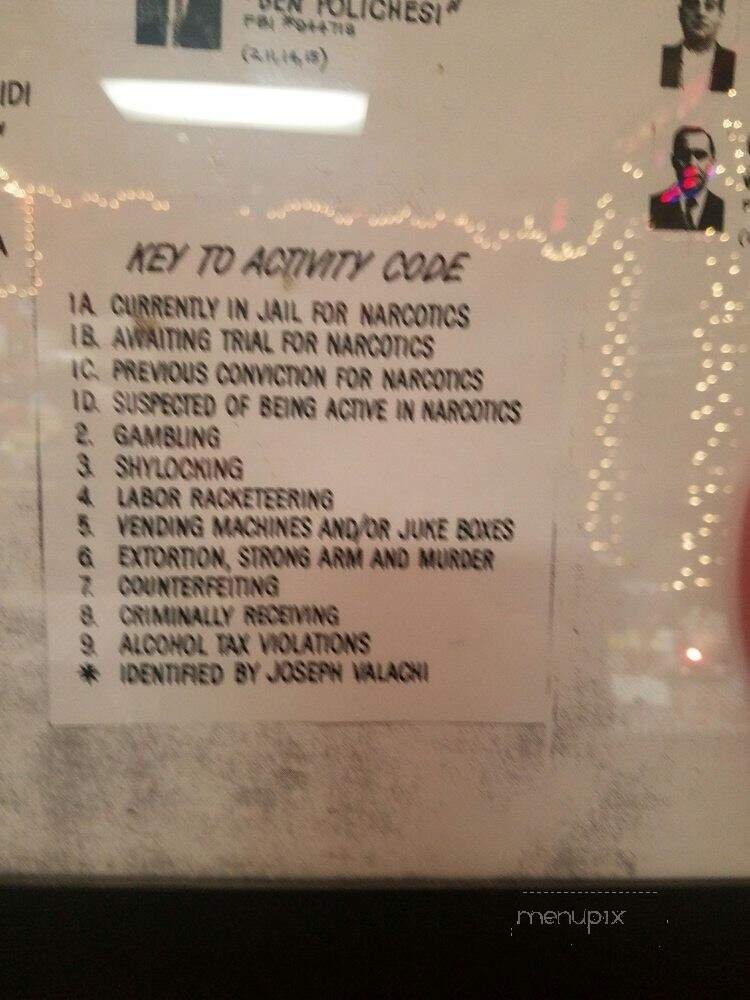 "BEN POLICHESI"
FBI #
IDI
KEY TO ACTIVITY CODE
1A. CURRENTLY IN JAIL FOR NARCOTICS
1B. AWAITING TRIAL FOR NARCOTICS
1C. PREVIOUS CONVICTION FOR NARCOTICS
1D. SUSPECTED OF BEING ACTIVE IN NARCOTICS
2. GAMBLING
3. SHYLOCKING
4. LABOR RACKETEERING
5. VENDING MACHINES AND/OR JUKE BOXES
6. EXTORTION, STRONG ARM AND MURDER
7. COUNTERFEITING
8. CRIMINALLY RECEIVING
9. ALCOHOL TAX VIOLATIONS
* IDENTIFIED BY JOSEPH VALACHI
menupix